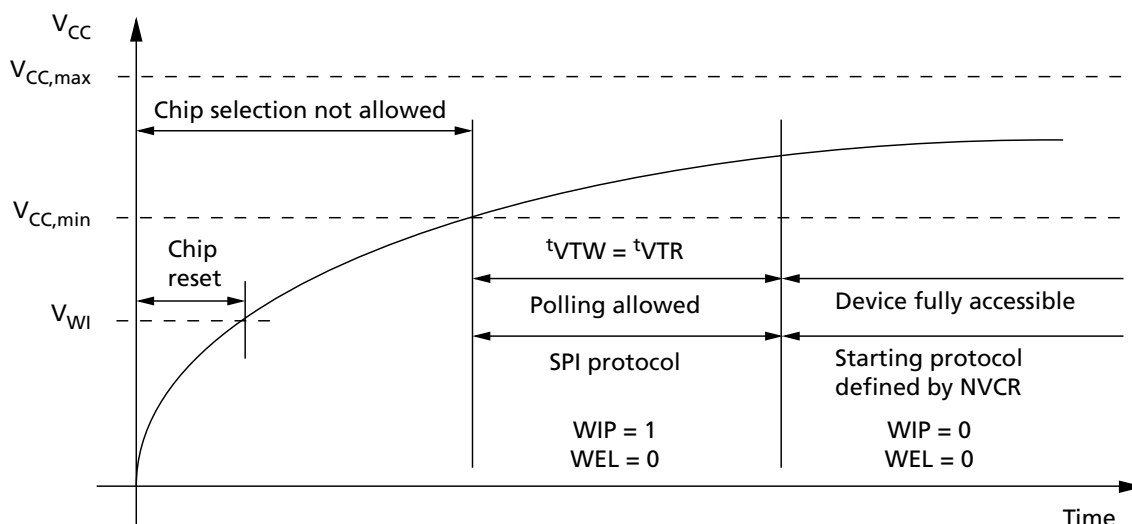 VCC
VCC,max
Chip selection not allowed
VCC,min
Chip
reset
tVTW = tVTR
Polling allowed
Device fully accessible
VWI
SPI protocol
Starting protocol
defined by NVCR
WIP = 1
WEL = 0
WIP = 0
WEL = 0
Time